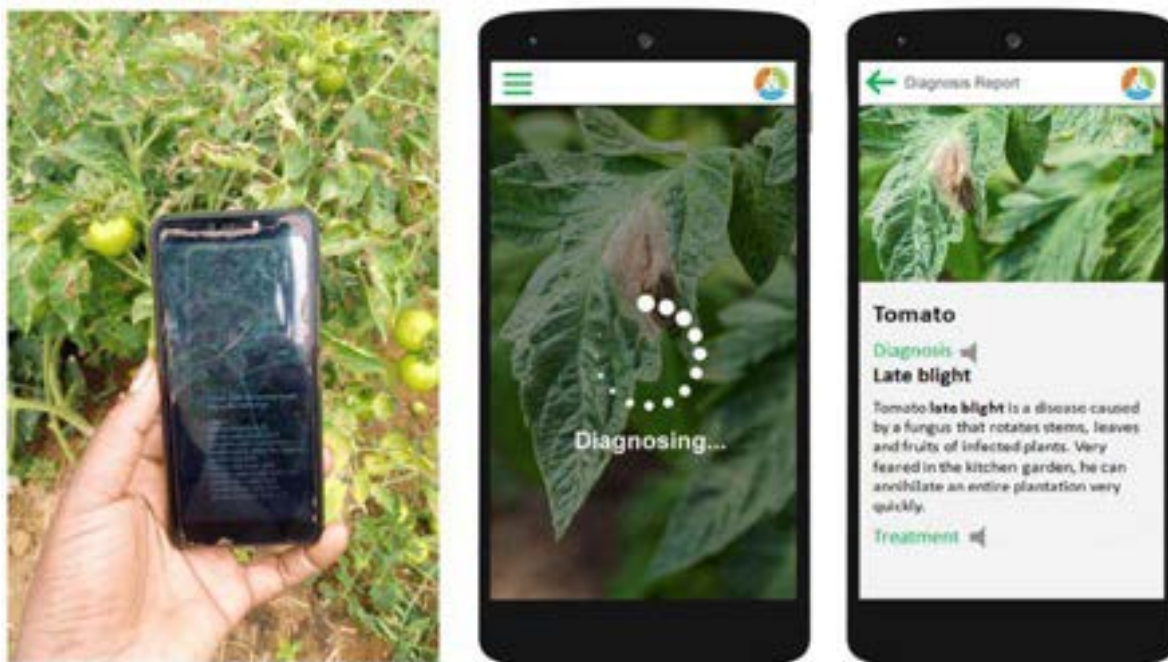 Diagnosing...
Diagnosis Report
Tomato
Diagnosis
Late blight
Tomato late blight is a disease caused
by a fungus that rotates stems, leaves
and fruits of infected plants. Very
feared in the kitchen garden, he can
annihilate an entire plantation very
quickly.
Treatment